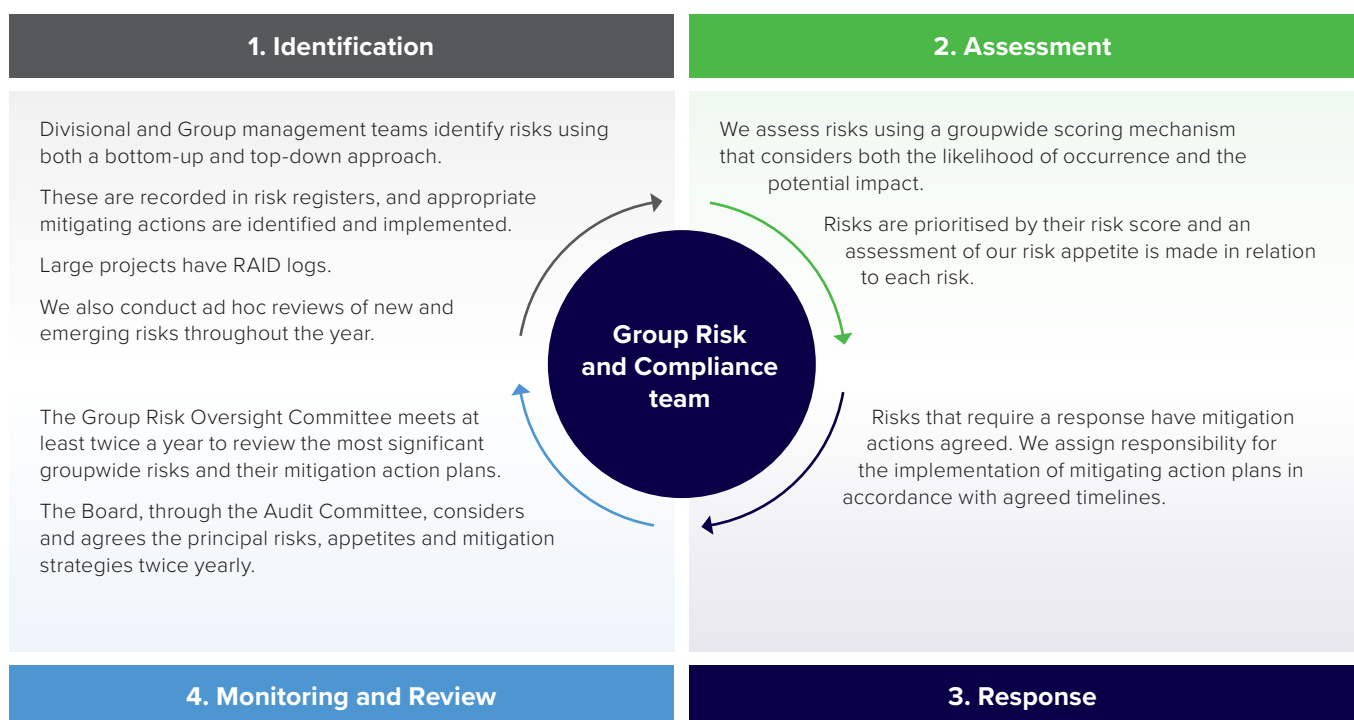 1. Identification
Divisional and Group management teams identify risks using
both a bottom-up and top-down approach.
These are recorded in risk registers, and appropriate
mitigating actions are identified and implemented.
Large projects have RAID logs.
We also conduct ad hoc reviews of new and
emerging risks throughout the year.
2. Assessment
We assess risks using a groupwide scoring mechanism
that considers both the likelihood of occurrence and the
potential impact.
Risks are prioritised by their risk score and an
assessment of our risk appetite is made in relation
to each risk.
Group Risk
and Compliance
team
Risks that require a response have mitigation
actions agreed. We assign responsibility for
the implementation of mitigating action plans in
accordance with agreed timelines.
3. Response
The Group Risk Oversight Committee meets at
least twice a year to review the most significant
groupwide risks and their mitigation action plans.
The Board, through the Audit Committee, considers
and agrees the principal risks, appetites and mitigation
strategies twice yearly.
4. Monitoring and Review